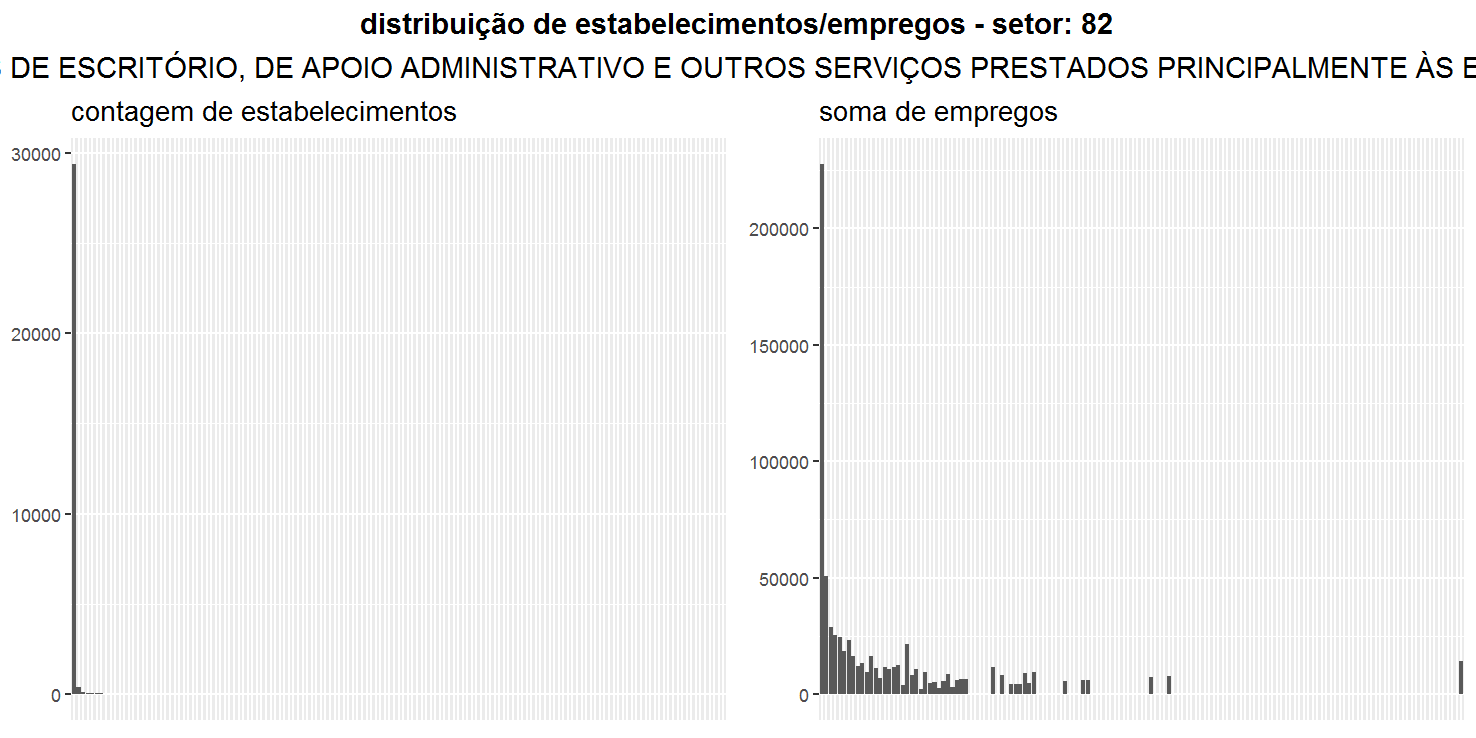 distribuição de estabelecimentos/empregos - setor: 82
DE ESCRITÓRIO, DE APOIO ADMINISTRATIVO E OUTROS SERVIÇOS PRESTADOS PRINCIPALMENTE ÀS
contagem de estabelecimentos
30000
20000
10000
0
soma de empregos
200000
150000
100000
50000
0